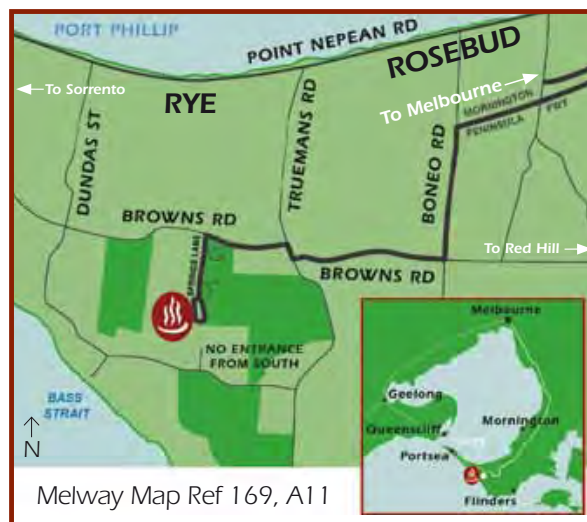 PORT PHILLIP
POINT NEPEAN RD
ROSEBUD
To Sorrento
RYE
To Melbourne
MORNINGTON
PENINSULA
FRY
DUNDAS ST
TRUEMANS RD
BONEO RD
BROWNS RD
SPRINGS LANE
To Red Hill
BROWNS RD
NO ENTRANCE
FROM SOUTH
BASS
STRAIT
N
Melbourne
Geelong
Mornington
Queenscliff
Portsea
Flinders
Melway Map Ref 169, A11